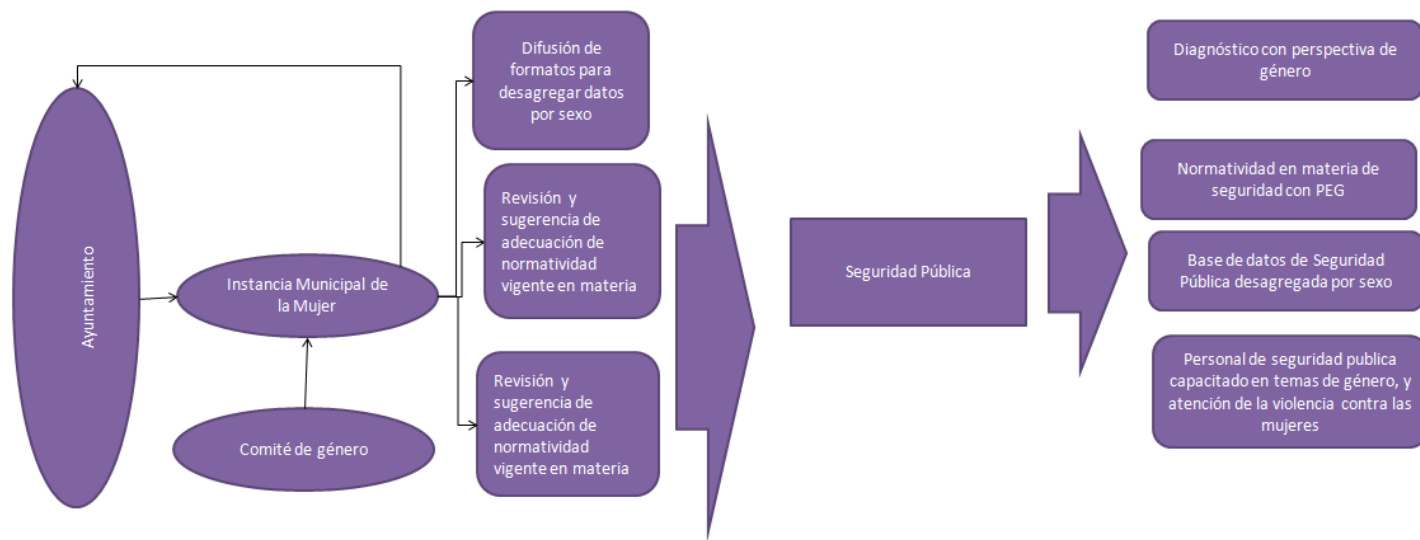 Ayuntamiento
Instancia Municipal de
la Mujer
Comité de género
Difusión de
formatos para
desagregar datos
por sexo
Revisión y
sugerencia de
adecuación de
normatividad
vigente en materia
Revisión y
sugerencia de
adecuación de
normatividad
vigente en materia
Seguridad Pública
Diagnóstico con perspectiva de
género
Normatividad en materia de
seguridad con PEG
Base de datos de Seguridad
Pública desagregada por sexo
Personal de seguridad publica
capacitado en temas de género, y
atención de la violencia contra las
mujeres